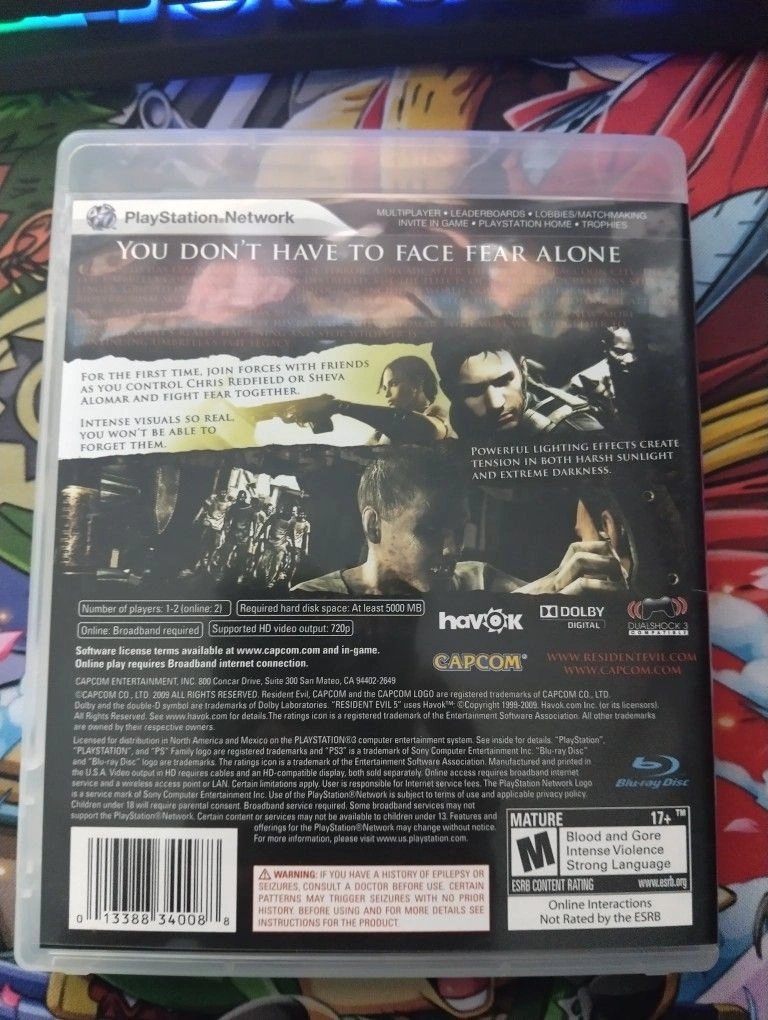 PlayStation®Network
MULTIPLAYER • LEADERBOARDS • LOBBIES/MATCHMAKING
INVITE IN GAME • PLAYSTATION HOME • TROPHIES
YOU DON'T HAVE TO FACE FEAR ALONE
FOR THE FIRST TIME, JOIN FORCES WITH FRIENDS
AS YOU CONTROL CHRIS REDFIELD OR SHEVA
ALOMAR AND FIGHT FEAR TOGETHER.
INTENSE VISUALS SO REAL,
YOU WON'T BE ABLE TO
FORGET THEM.
POWERFUL LIGHTING EFFECTS CREATE
TENSION IN BOTH HARSH SUNLIGHT
AND EXTREME DARKNESS.
Number of players: 1-2 (online: 2)
Required hard disk space: At least 5000 MB
Online: Broadband required
Supported HD video output: 720p
havok
DOLBY
DIGITAL
DUALSHOCK 3
COMPATIBLE
Software license terms available at www.capcom.com and in-game.
Online play requires Broadband internet connection.
CAPCOM®
WWW.RESIDENTEVIL.COM
WWW.CAPCOM.COM
CAPCOM ENTERTAINMENT, INC. 800 Concar Drive, Suite 300 San Mateo, CA 94402-2649
©CAPCOM CO., LTD. 2009 ALL RIGHTS RESERVED. Resident Evil, CAPCOM and the CAPCOM LOGO are registered trademarks of CAPCOM CO., LTD.
Dolby and the double-D symbol are trademarks of Dolby Laboratories. "RESIDENT EVIL 5" uses Havok™: ©Copyright 1999-2009. Havok.com Inc. (or its licensors).
All Rights Reserved. See www.havok.com for details.The ratings icon is a registered trademark of the Entertainment Software Association. All other trademarks
are owned by their respective owners.
Licensed for distribution in North America and Mexico on the PLAYSTATION®3 computer entertainment system. See inside for details. "PlayStation",
"PLAYSTATION", and "PS" Family logo are registered trademarks and "PS3" is a trademark of Sony Computer Entertainment Inc. "Blu-ray Disc"
and "Blu-ray Disc" logo are trademarks. The ratings icon is a trademark of the Entertainment Software Association. Manufactured and printed in
the U.S.A. Video output in HD requires cables and an HD-compatible display, both sold separately. Online access requires broadband internet
service and a wireless access point or LAN. Certain limitations apply. User is responsible for Internet service fees. The PlayStation Network Logo
is a service mark of Sony Computer Entertainment Inc. Use of the PlayStation®Network is subject to terms of use and applicable privacy policy.
Children under 18 will require parental consent. Broadband service required. Some broadband services may not
support the PlayStation®Network. Certain content or services may not be available to children under 13. Features and
offerings for the PlayStation®Network may change without notice.
For more information, please visit www.us.playstation.com.
Blu-ray Disc
MATURE 17+ ™
M
Blood and Gore
Intense Violence
Strong Language
ESRB CONTENT RATING www.esrb.org
Online Interactions
Not Rated by the ESRB
WARNING: IF YOU HAVE A HISTORY OF EPILEPSY OR
SEIZURES, CONSULT A DOCTOR BEFORE USE. CERTAIN
PATTERNS MAY TRIGGER SEIZURES WITH NO PRIOR
HISTORY. BEFORE USING AND FOR MORE DETAILS SEE
INSTRUCTIONS FOR THE PRODUCT.
0 13388 34008 8